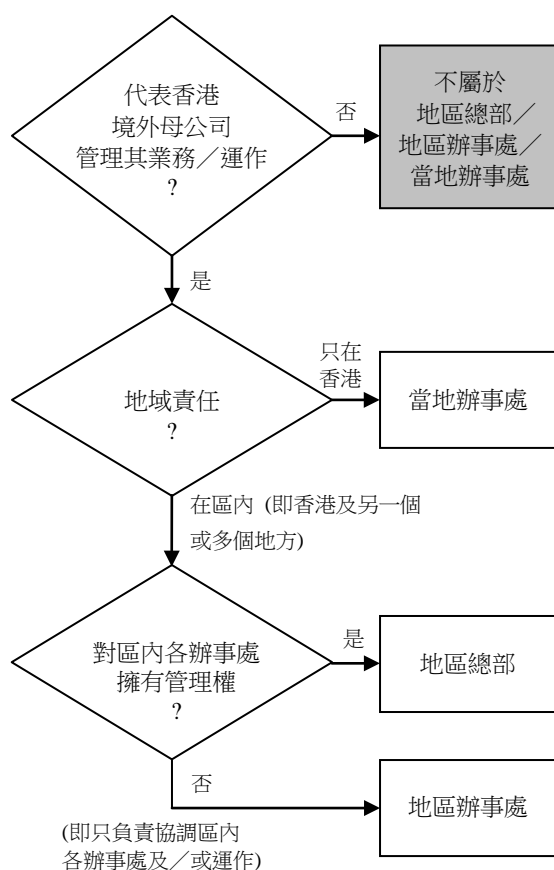 代表香港
境外母公司
管理其業務／運作
?
否
不屬於
地區總部／
地區辦事處／
當地辦事處
是
地域責任
?
只在
香港
當地辦事處
在區內 (即香港及另一個
或多個地方)
對區內各辦事處
擁有管理權
?
是
地區總部
否
(即只負責協調區內
各辦事處及／或運作)
地區辦事處